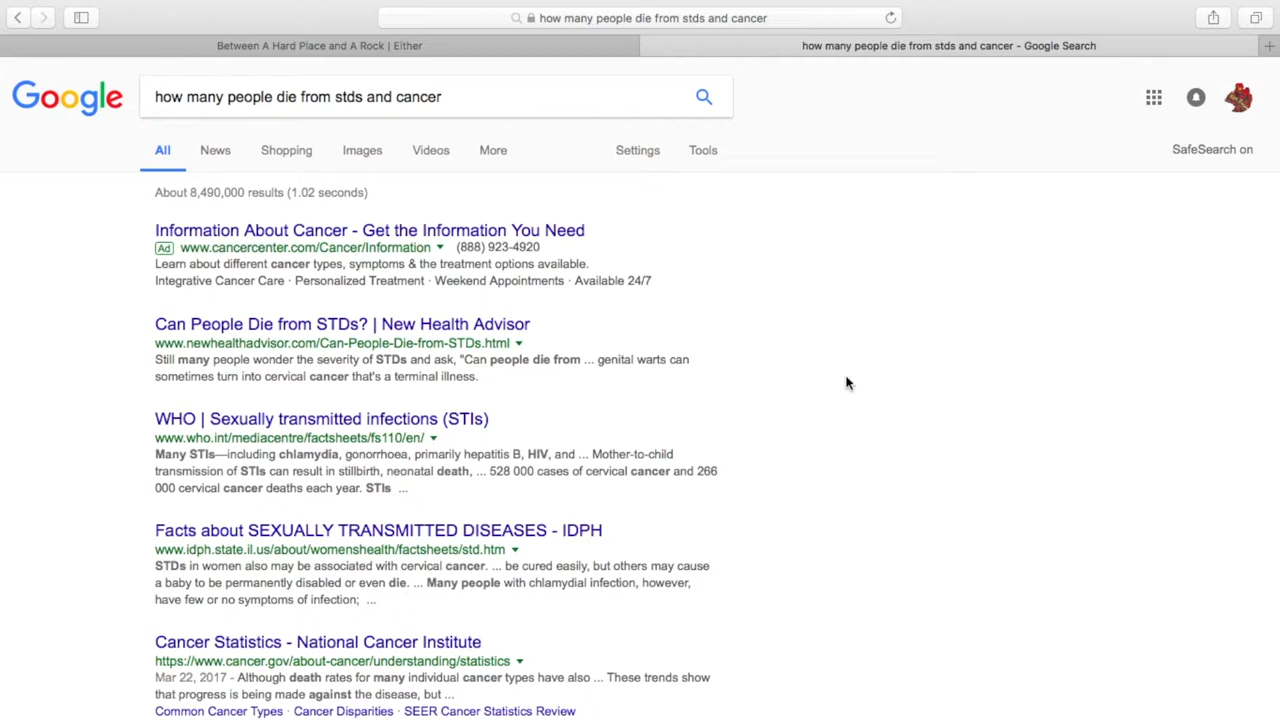 how many people die from stds and cancer
Between A Hard Place and A Rock | Either
how many people die from stds and cancer - Google Search
Google
how many people die from stds and cancer
All News Shopping Images Videos More Settings Tools
SafeSearch on
About 8,490,000 results (1.02 seconds)
Information About Cancer - Get the Information You Need
Ad www.cancercenter.com/Cancer/Information (888) 923-4920
Learn about different cancer types, symptoms & the treatment options available.
Integrative Cancer Care · Personalized Treatment · Weekend Appointments · Available 24/7
Can People Die from STDs? | New Health Advisor
www.newhealthadvisor.com/Can-People-Die-from-STDs.html
Still many people wonder the severity of STDs and ask, "Can people die from ... genital warts can
sometimes turn into cervical cancer that's a terminal illness.
WHO | Sexually transmitted infections (STIs)
www.who.int/mediacentre/factsheets/fs110/en/
Many STIs—including chlamydia, gonorrhoea, primarily hepatitis B, HIV, and ... Mother-to-child
transmission of STIs can result in stillbirth, neonatal death, ... 528 000 cases of cervical cancer and 266
000 cervical cancer deaths each year. STIs ...
Facts about SEXUALLY TRANSMITTED DISEASES - IDPH
www.idph.state.il.us/about/womenshealth/factsheets/std.htm
STDs in women also may be associated with cervical cancer. ... be cured easily, but others may cause
a baby to be permanently disabled or even die. ... Many people with chlamydial infection, however,
have few or no symptoms of infection; ...
Cancer Statistics - National Cancer Institute
https://www.cancer.gov/about-cancer/understanding/statistics
Mar 22, 2017 - Although death rates for many individual cancer types have also ... These trends show
that progress is being made against the disease, but ...
Common Cancer Types · Cancer Disparities · SEER Cancer Statistics Review